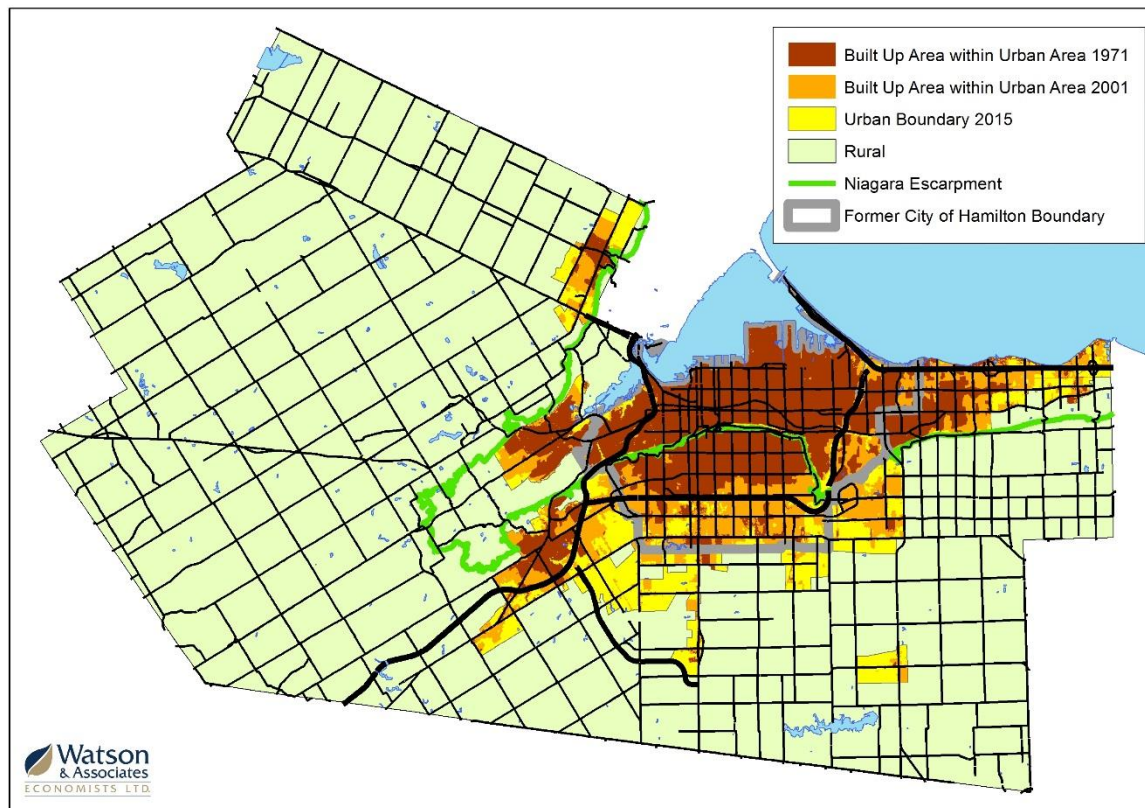 Built Up Area within Urban Area 1971
Built Up Area within Urban Area 2001
Urban Boundary 2015
Rural
Niagara Escarpment
Former City of Hamilton Boundary
Watson
& Associates
ECONOMISTS LTD.